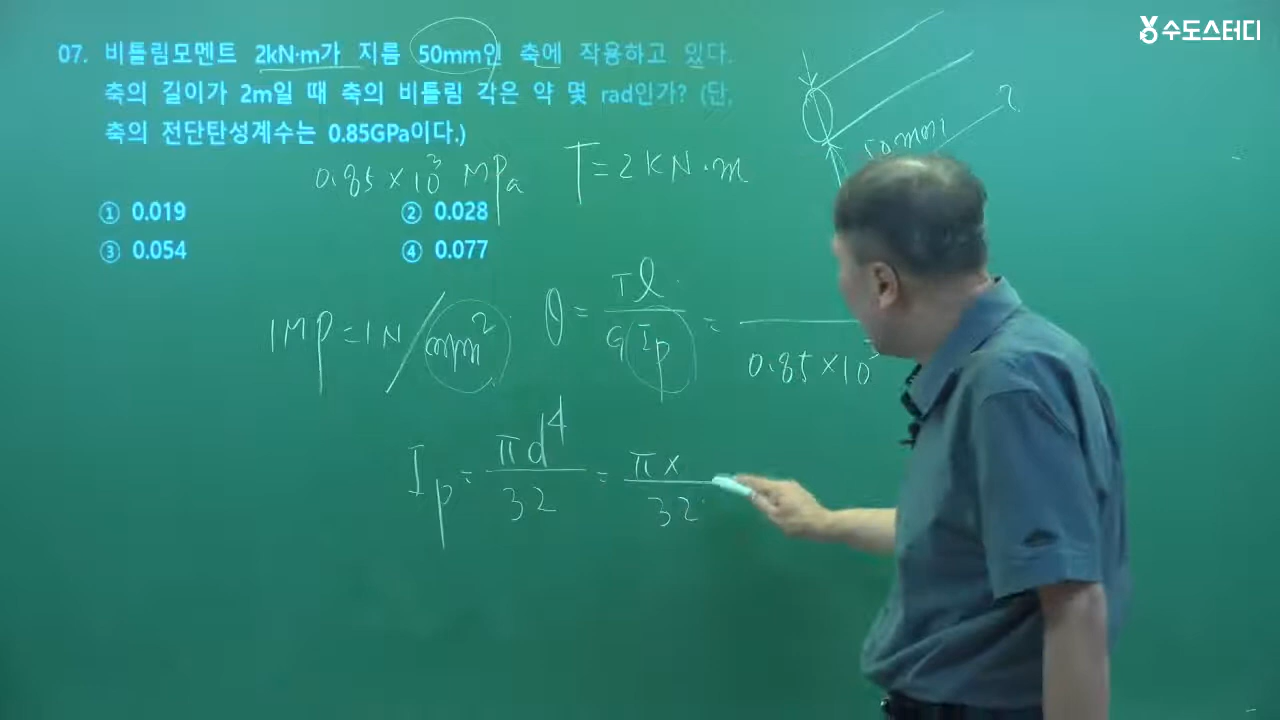 수도스터디
07. 비틀림모멘트 2kN·m가 지름 50mm인 축에 작용하고 있다.
축의 길이가 2m일 때 축의 비틀림 각은 약 몇 rad인가? (단,
축의 전단탄성계수는 0.85GPa이다.)
0.85×10³ MPa
T=2KN·m
50mm
① 0.019
② 0.028
③ 0.054
④ 0.077
1MP=1N/mm²
θ = Tl / G Ip = / 0.85×10³
Ip = πd⁴ / 32 = π× / 32